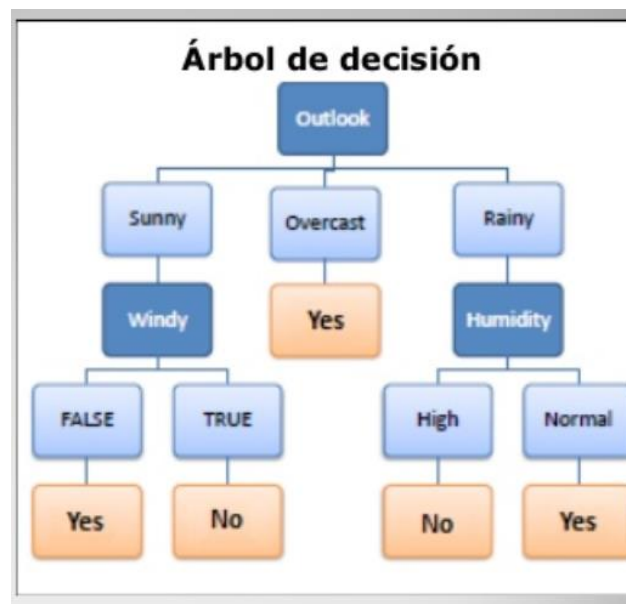 Árbol de decisión
Outlook
Sunny
Overcast
Rainy
Windy
Yes
Humidity
FALSE
TRUE
High
Normal
Yes
No
No
Yes